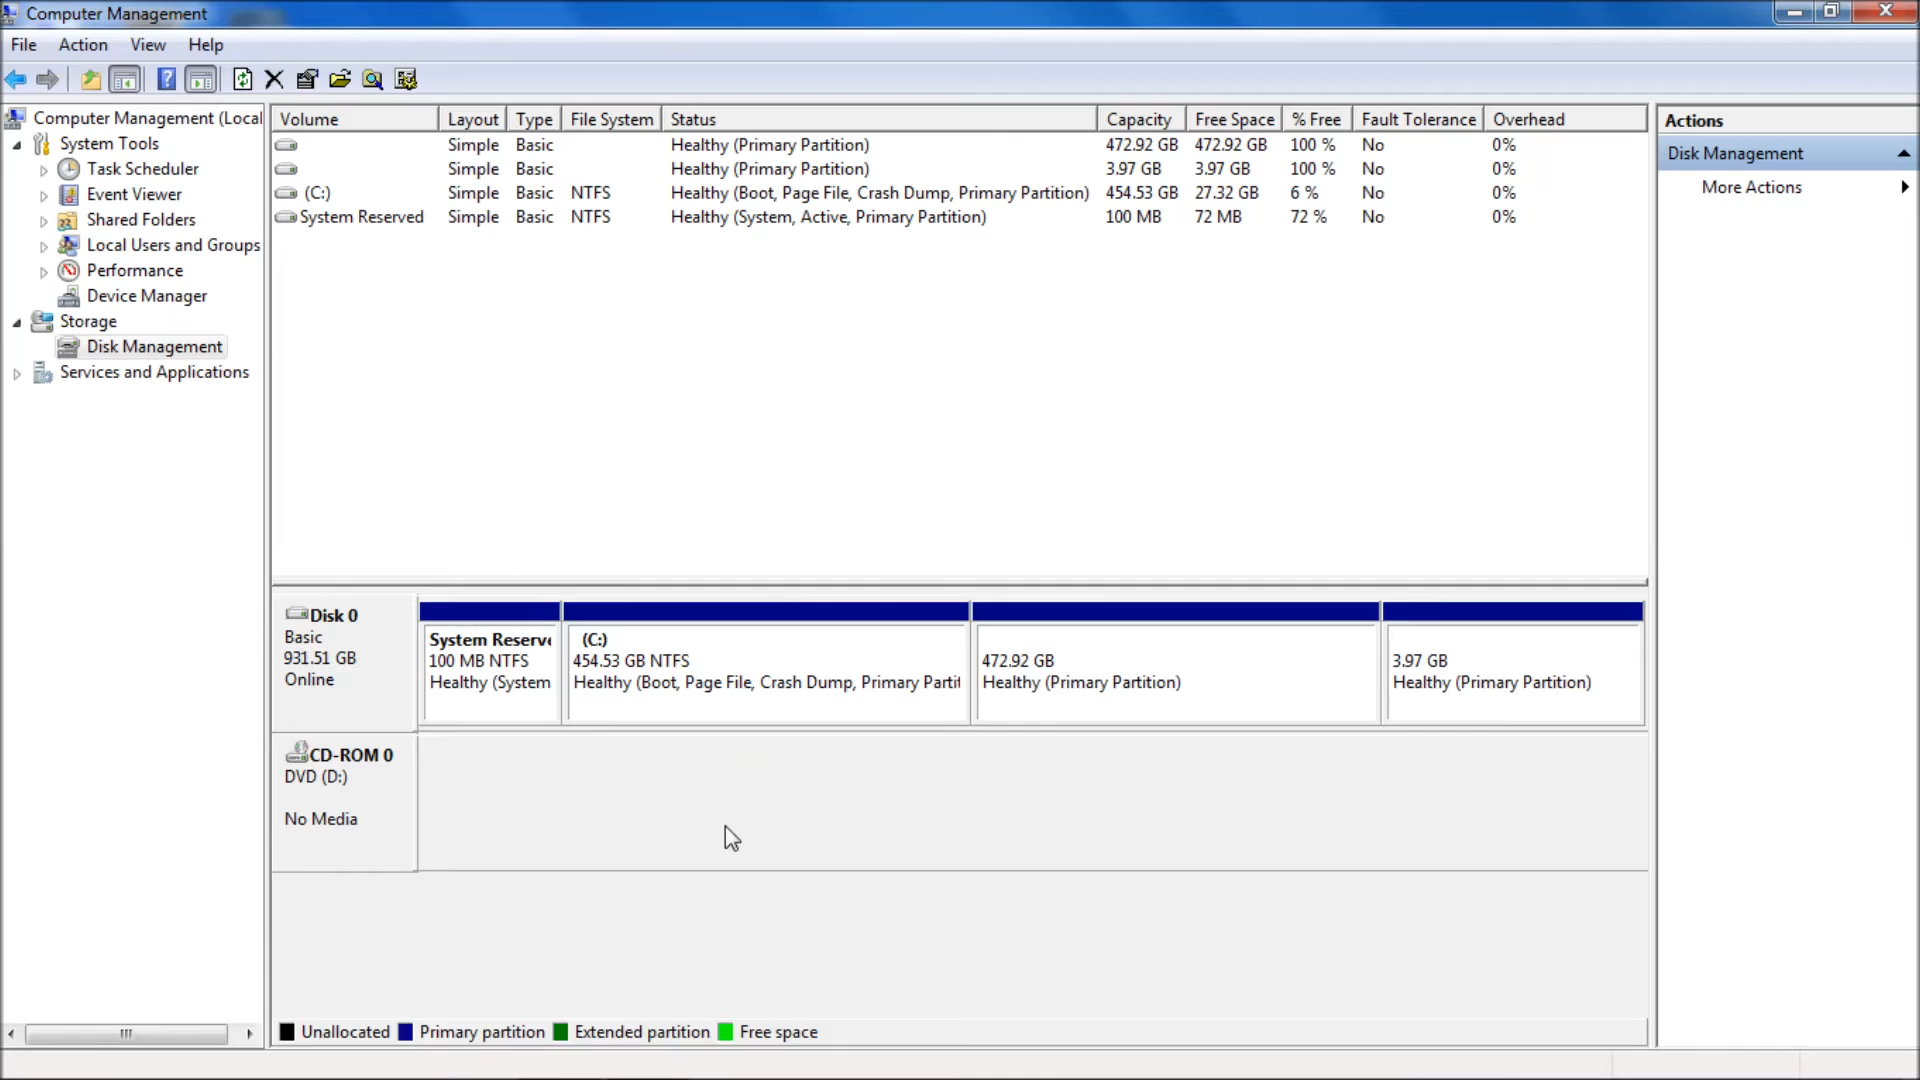 Computer Management
File Action View Help
Computer Management (Local
System Tools
Task Scheduler
Event Viewer
Shared Folders
Local Users and Groups
Performance
Device Manager
Storage
Disk Management
Services and Applications
Volume Layout Type File System Status Capacity Free Space % Free Fault Tolerance Overhead
Simple Basic Healthy (Primary Partition) 472.92 GB 472.92 GB 100 % No 0%
Simple Basic Healthy (Primary Partition) 3.97 GB 3.97 GB 100 % No 0%
(C:) Simple Basic NTFS Healthy (Boot, Page File, Crash Dump, Primary Partition) 454.53 GB 27.32 GB 6 % No 0%
System Reserved Simple Basic NTFS Healthy (System, Active, Primary Partition) 100 MB 72 MB 72 % No 0%
Disk 0
Basic
931.51 GB
Online
System Reserve
100 MB NTFS
Healthy (System
(C:)
454.53 GB NTFS
Healthy (Boot, Page File, Crash Dump, Primary Partit
472.92 GB
Healthy (Primary Partition)
3.97 GB
Healthy (Primary Partition)
CD-ROM 0
DVD (D:)
No Media
Unallocated Primary partition Extended partition Free space
Actions
Disk Management
More Actions